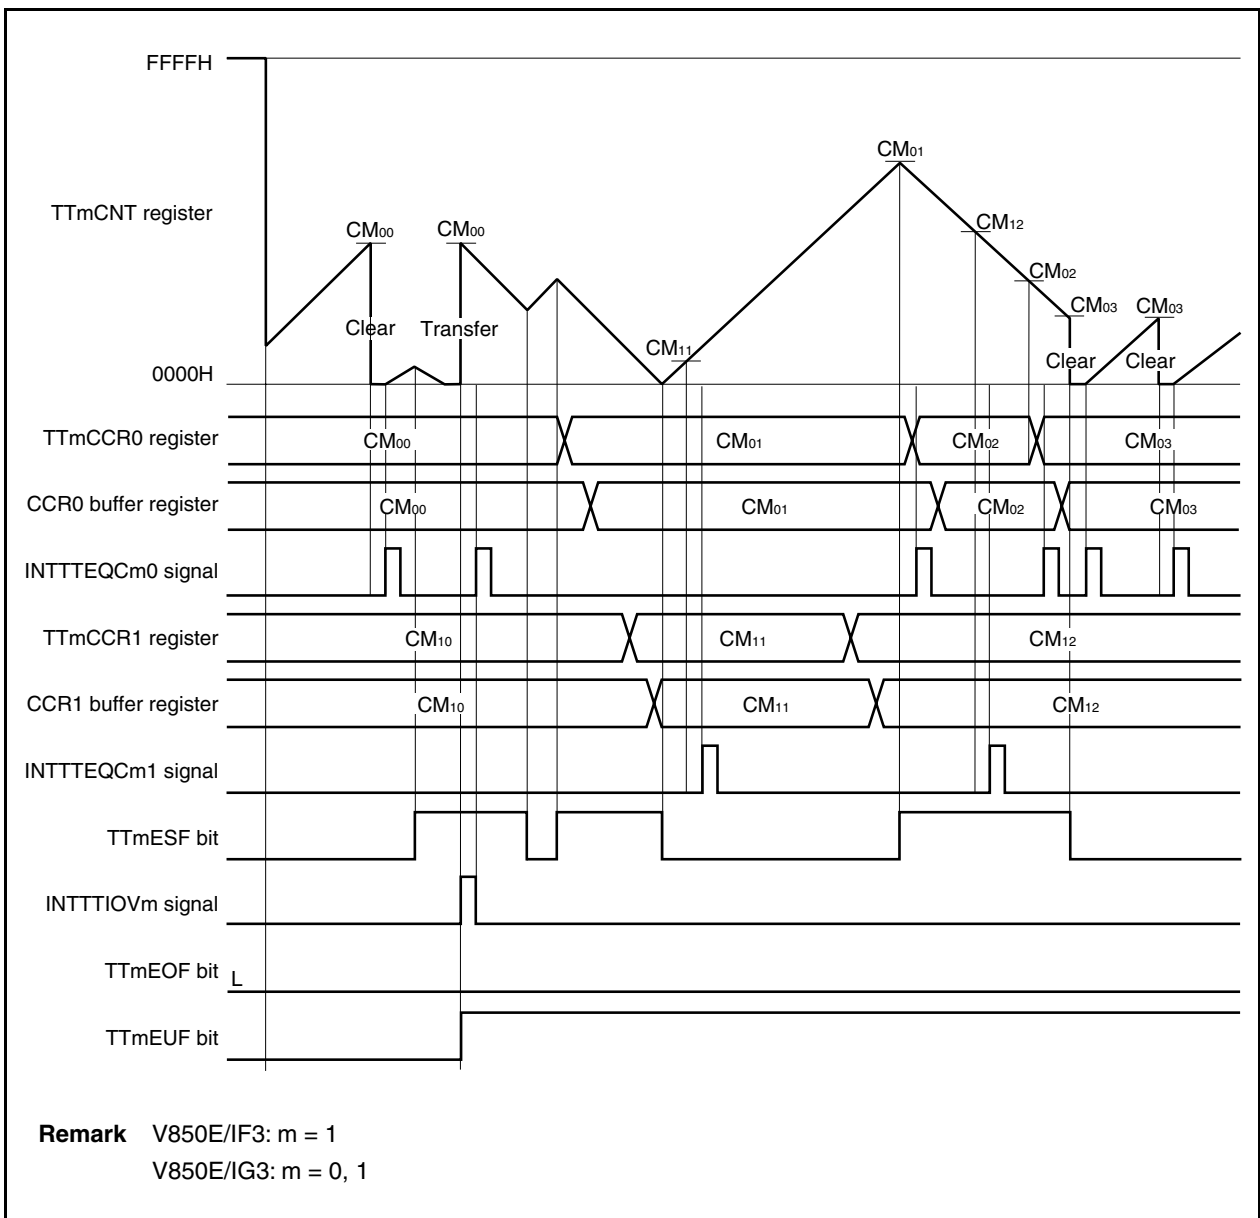 FFFFH
CM01
TTmCNT register
CM12
CM00
CM00
CM02
CM03
CM03
Clear
Transfer
CM11
Clear
Clear
0000H
TTmCCR0 register
CM00
CM01
CM02
CM03
CCR0 buffer register
CM00
CM01
CM02
CM03
INTTTEQCm0 signal
TTmCCR1 register
CM10
CM11
CM12
CCR1 buffer register
CM10
CM11
CM12
INTTTEQCm1 signal
TTmESF bit
INTTTIOVm signal
TTmEOF bit
L
TTmEUF bit
Remark V850E/IF3: m = 1
V850E/IG3: m = 0, 1